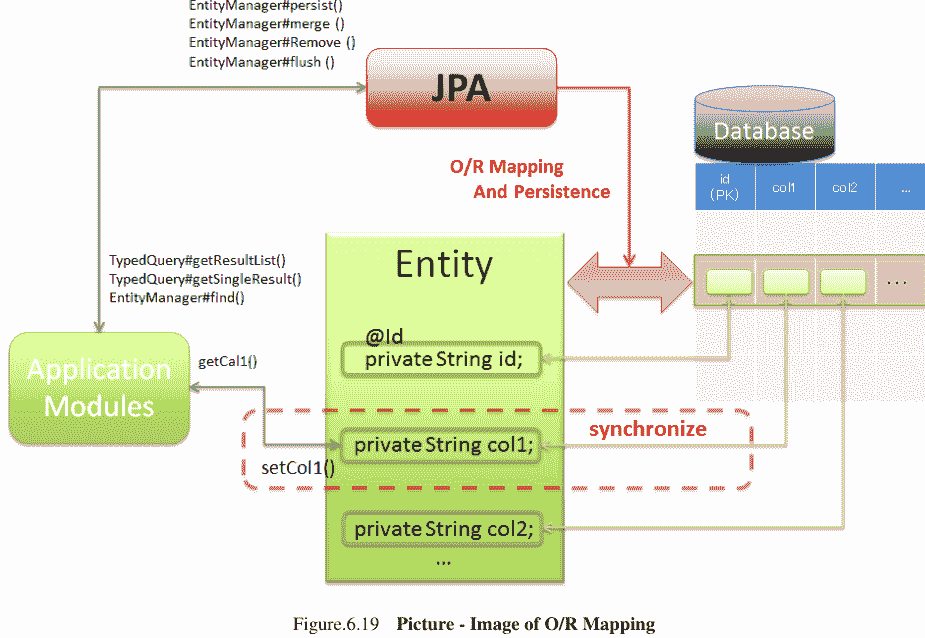 EntityManager#persist()
EntityManager#merge ()
EntityManager#Remove ()
EntityManager#flush ()
JPA
Database
O/R Mapping
And Persistence
id
(PK)
col1
col2
...
Entity
TypedQuery#getResultList()
TypedQuery#getSingleResult()
EntityManager#find()
...
@Id
private String id;
Application
Modules
getCal1()
synchronize
private String col1;
setCol1()
private String col2;
...
Figure.6.19 Picture - Image of O/R Mapping